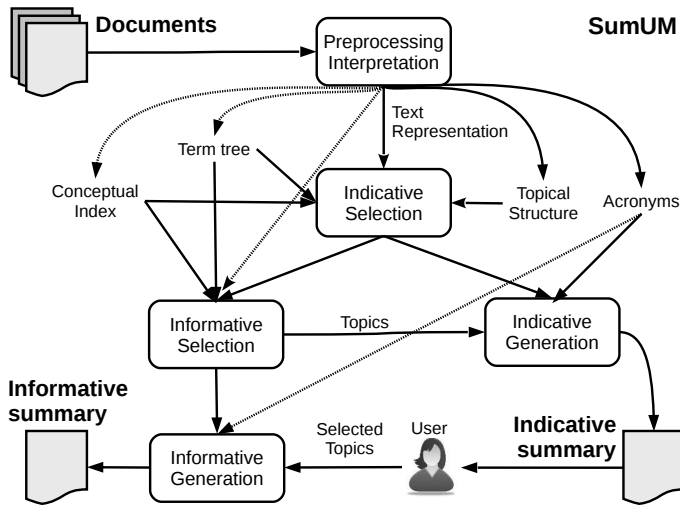 Documents
SumUM
Preprocessing
Interpretation
Text
Representation
Term tree
Conceptual
Index
Indicative
Selection
Topical
Structure
Acronyms
Informative
Selection
Topics
Indicative
Generation
Informative
summary
Selected
Topics
User
Indicative
summary
Informative
Generation